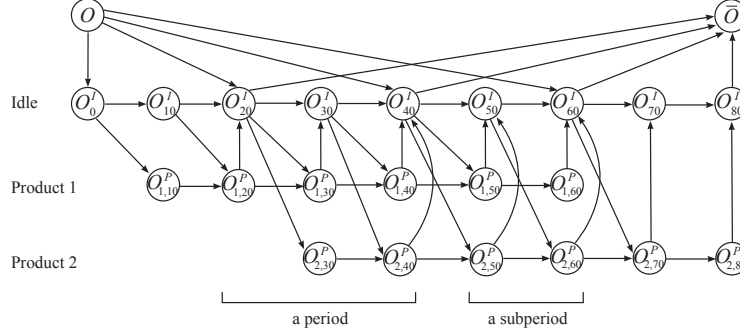 O O̅
Idle O^I_0 O^I_10 O^I_20 O^I_30 O^I_40 O^I_50 O^I_60 O^I_70 O^I_80
Product 1 O^P_1,10 O^P_1,20 O^P_1,30 O^P_1,40 O^P_1,50 O^P_1,60
Product 2 O^P_2,30 O^P_2,40 O^P_2,50 O^P_2,60 O^P_2,70 O^P_2,8
a period a subperiod